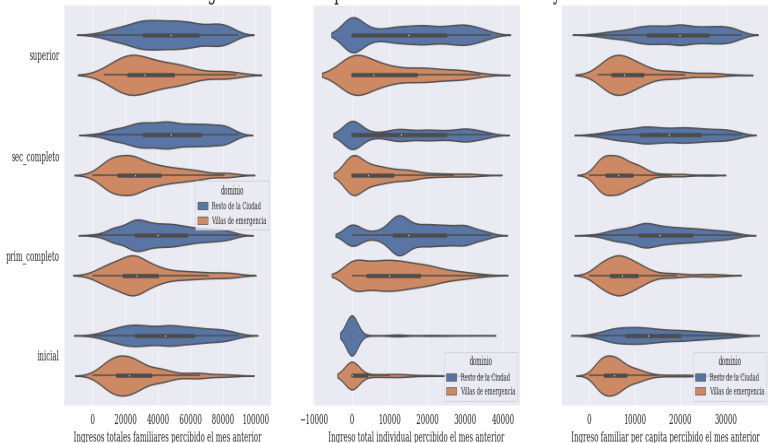 superior
sec_completo
prim_completo
inicial
dominio
Resto de la Ciudad
Villas de emergencia
0 20000 40000 60000 80000 100000
Ingresos totales familiares percibido el mes anterior
−10000 0 10000 20000 30000 40000
Ingreso total individual percibido el mes anterior
dominio
Resto de la Ciudad
Villas de emergencia
0 10000 20000 30000
Ingreso familiar per capita percibido el mes anterior
dominio
Resto de la Ciudad
Villas de emergencia